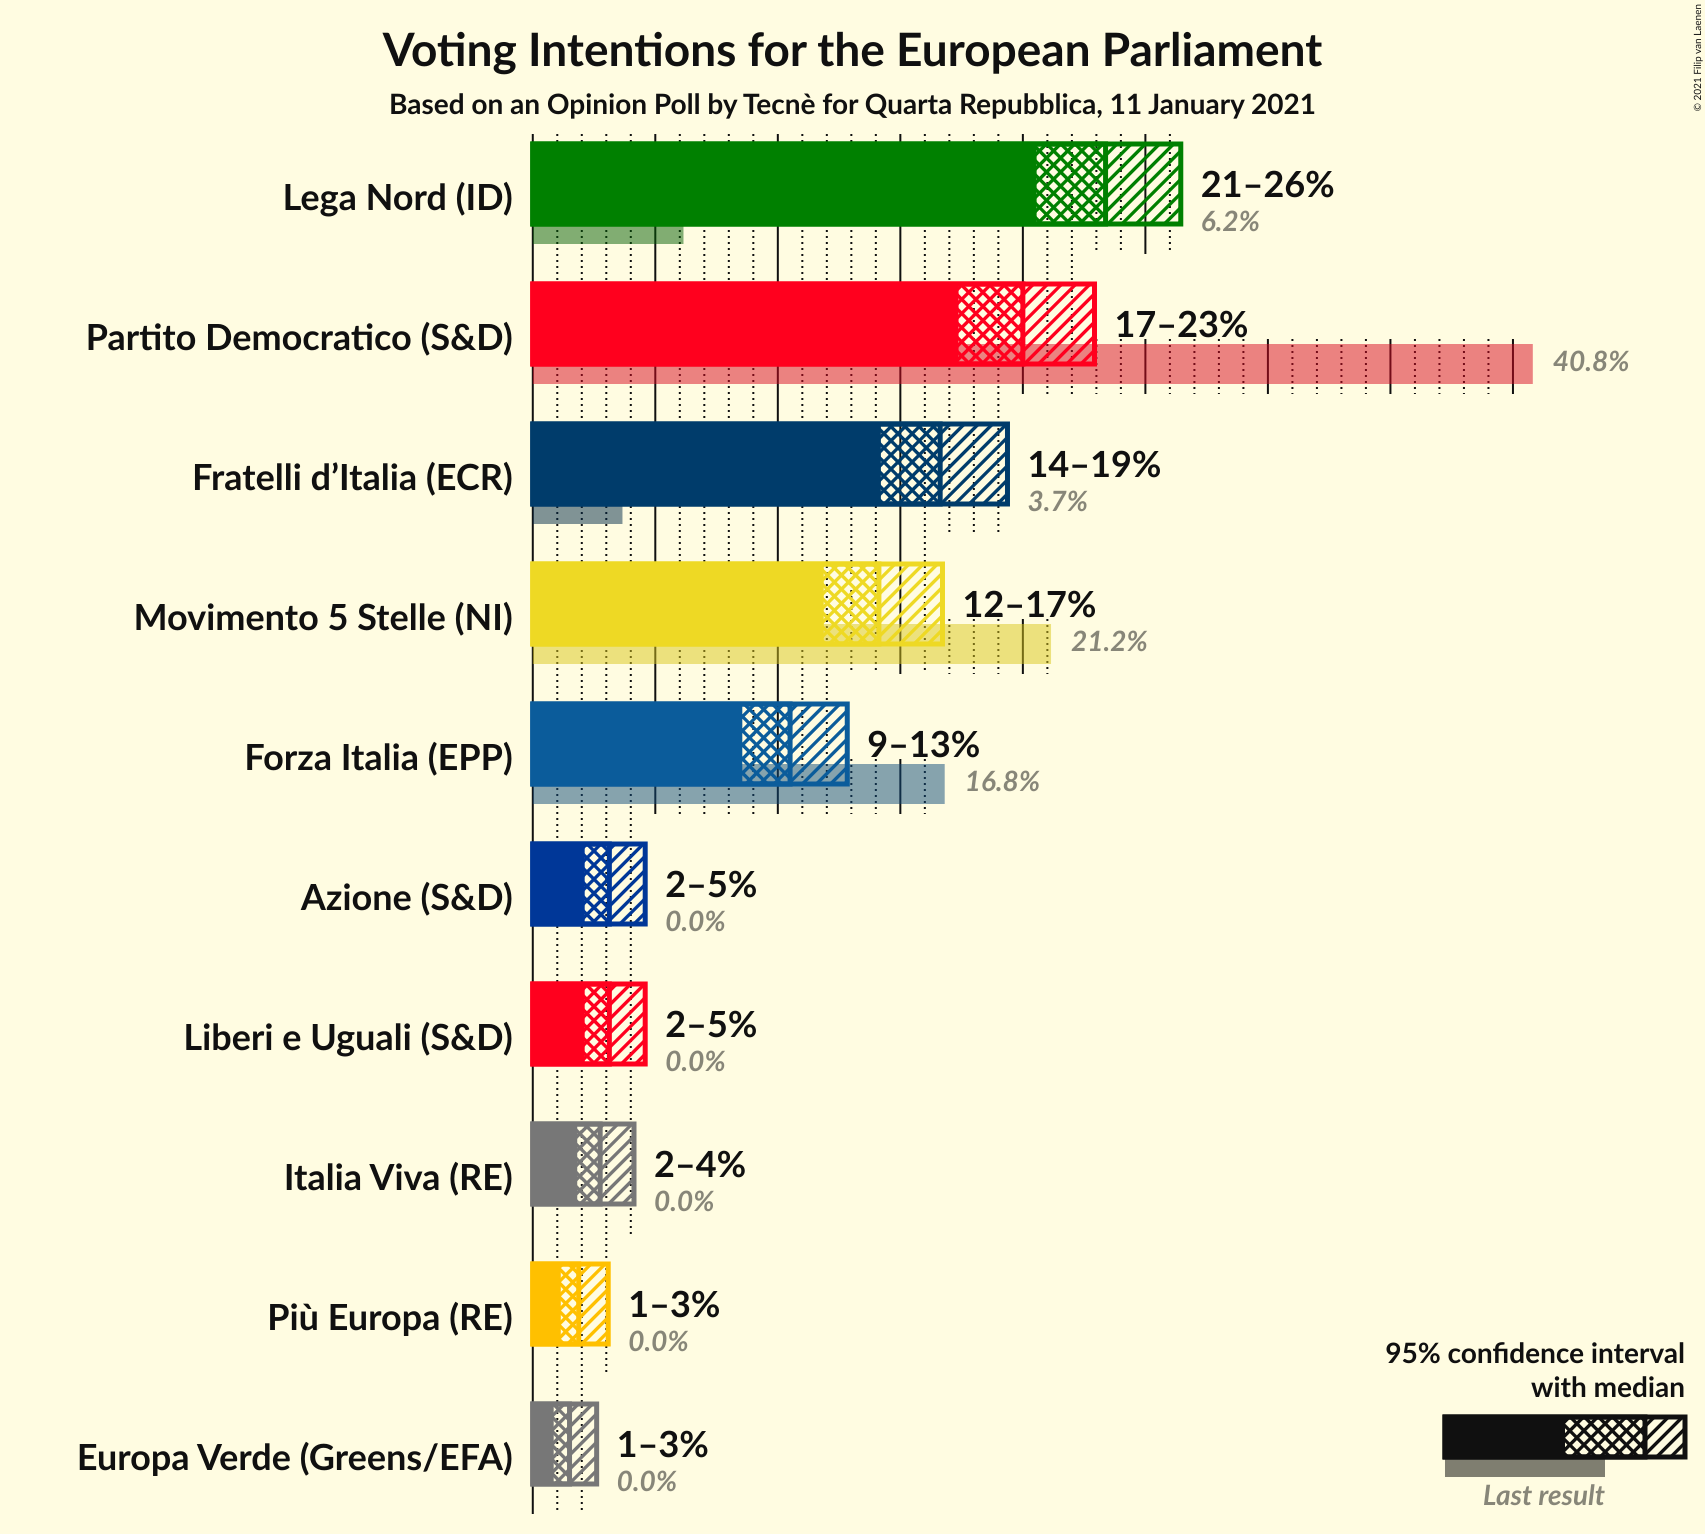 Voting Intentions for the European Parliament
Based on an Opinion Poll by Tecnè for Quarta Repubblica, 11 January 2021
© 2021 Filip van Laenen
Lega Nord (ID)
21–26%
6.2%
Partito Democratico (S&D)
17–23%
40.8%
Fratelli d’Italia (ECR)
14–19%
3.7%
Movimento 5 Stelle (NI)
12–17%
21.2%
Forza Italia (EPP)
9–13%
16.8%
Azione (S&D)
2–5%
0.0%
Liberi e Uguali (S&D)
2–5%
0.0%
Italia Viva (RE)
2–4%
0.0%
Più Europa (RE)
1–3%
0.0%
Europa Verde (Greens/EFA)
1–3%
0.0%
95% confidence interval
with median
Last result